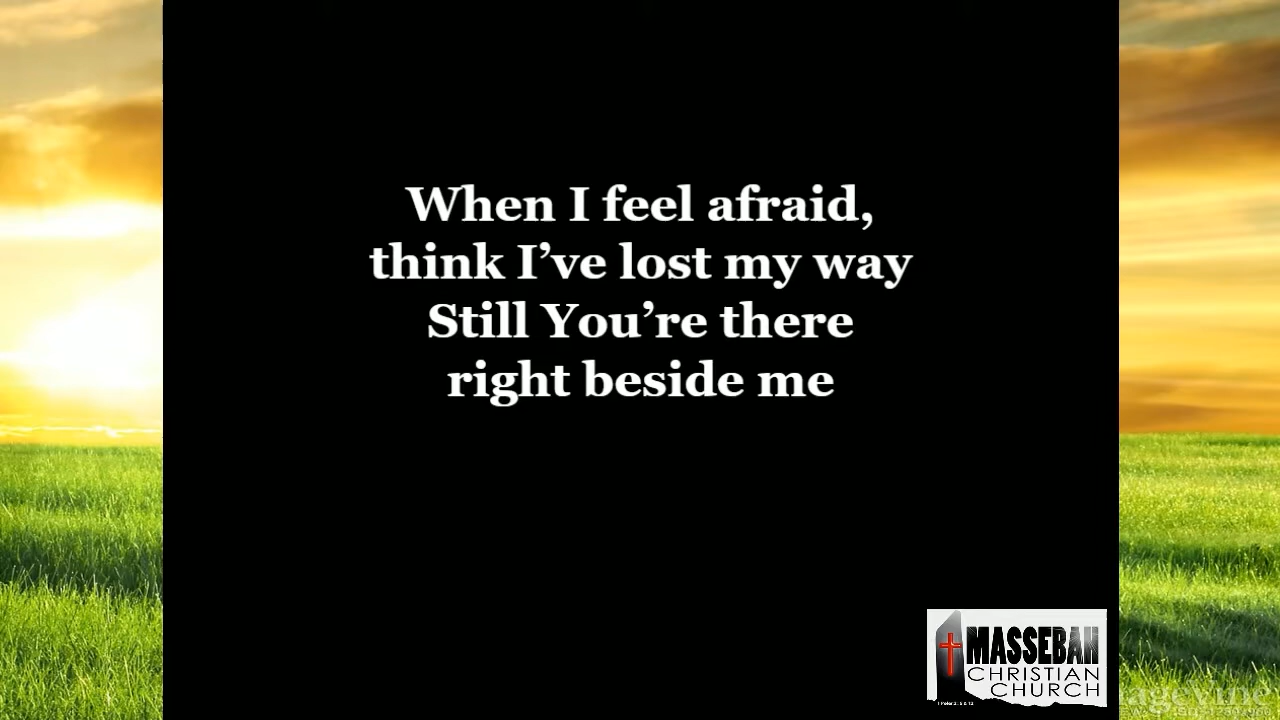 When I feel afraid,
think I’ve lost my way
Still You’re there
right beside me
MASSEBAH
CHRISTIAN
CHURCH